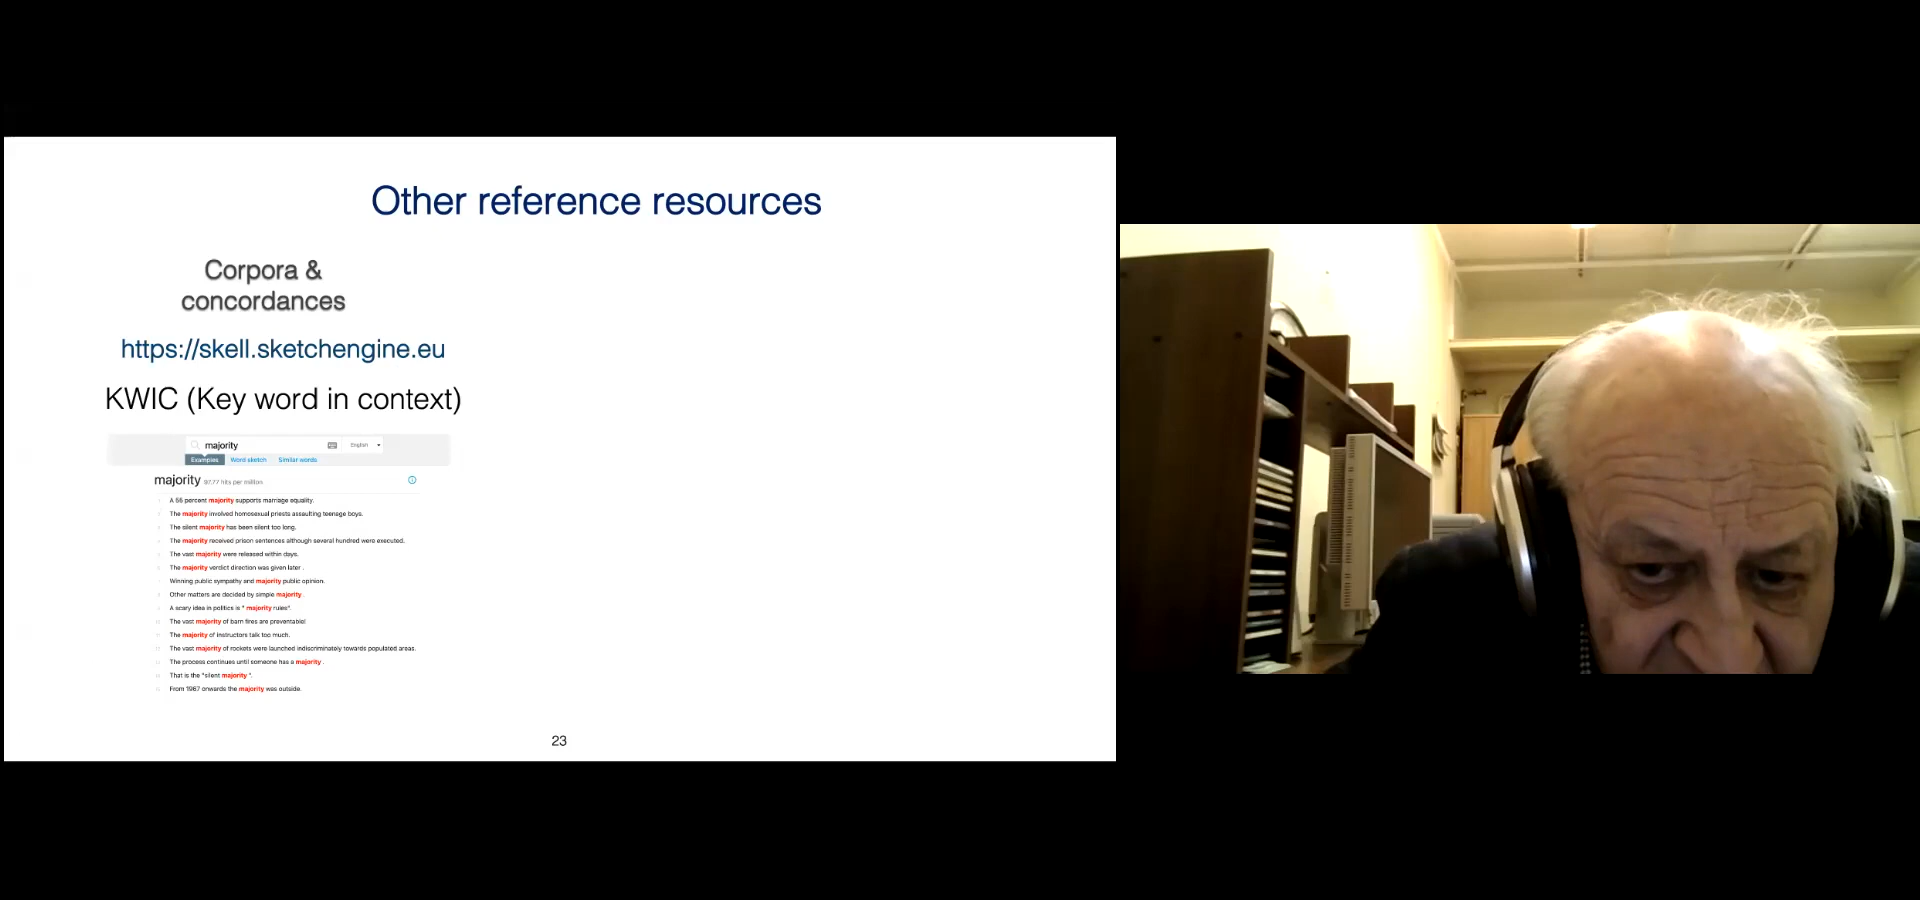 Other reference resources
Corpora &
concordances
https://skell.sketchengine.eu
KWIC (Key word in context)
majority
English
Examples Word sketch Similar words
majority 97.77 hits per million
A 56 percent majority supports marriage equality.
The majority involved homosexual priests assaulting teenage boys.
The silent majority has been silent too long.
The majority received prison sentences although several hundred were executed.
The vast majority were released within days.
The majority verdict direction was given later .
Winning public sympathy and majority public opinion.
Other matters are decided by simple majority .
A scary idea in politics is " majority rules".
The vast majority of barn fires are preventable!
The majority of instructors talk too much.
The vast majority of rockets were launched indiscriminately towards populated areas.
The process continues until someone has a majority .
That is the "silent majority ".
From 1967 onwards the majority was outside.
23